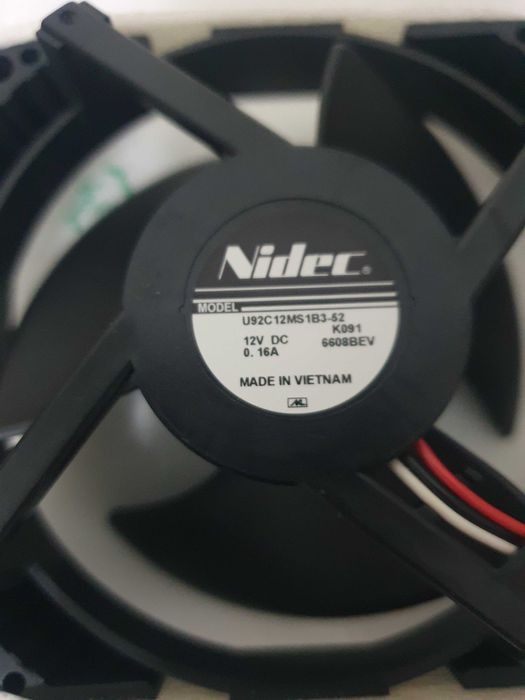 Nidec®
MODEL
U92C12MS1B3-52
K091
12V DC 6608BEV
0.16A
MADE IN VIETNAM